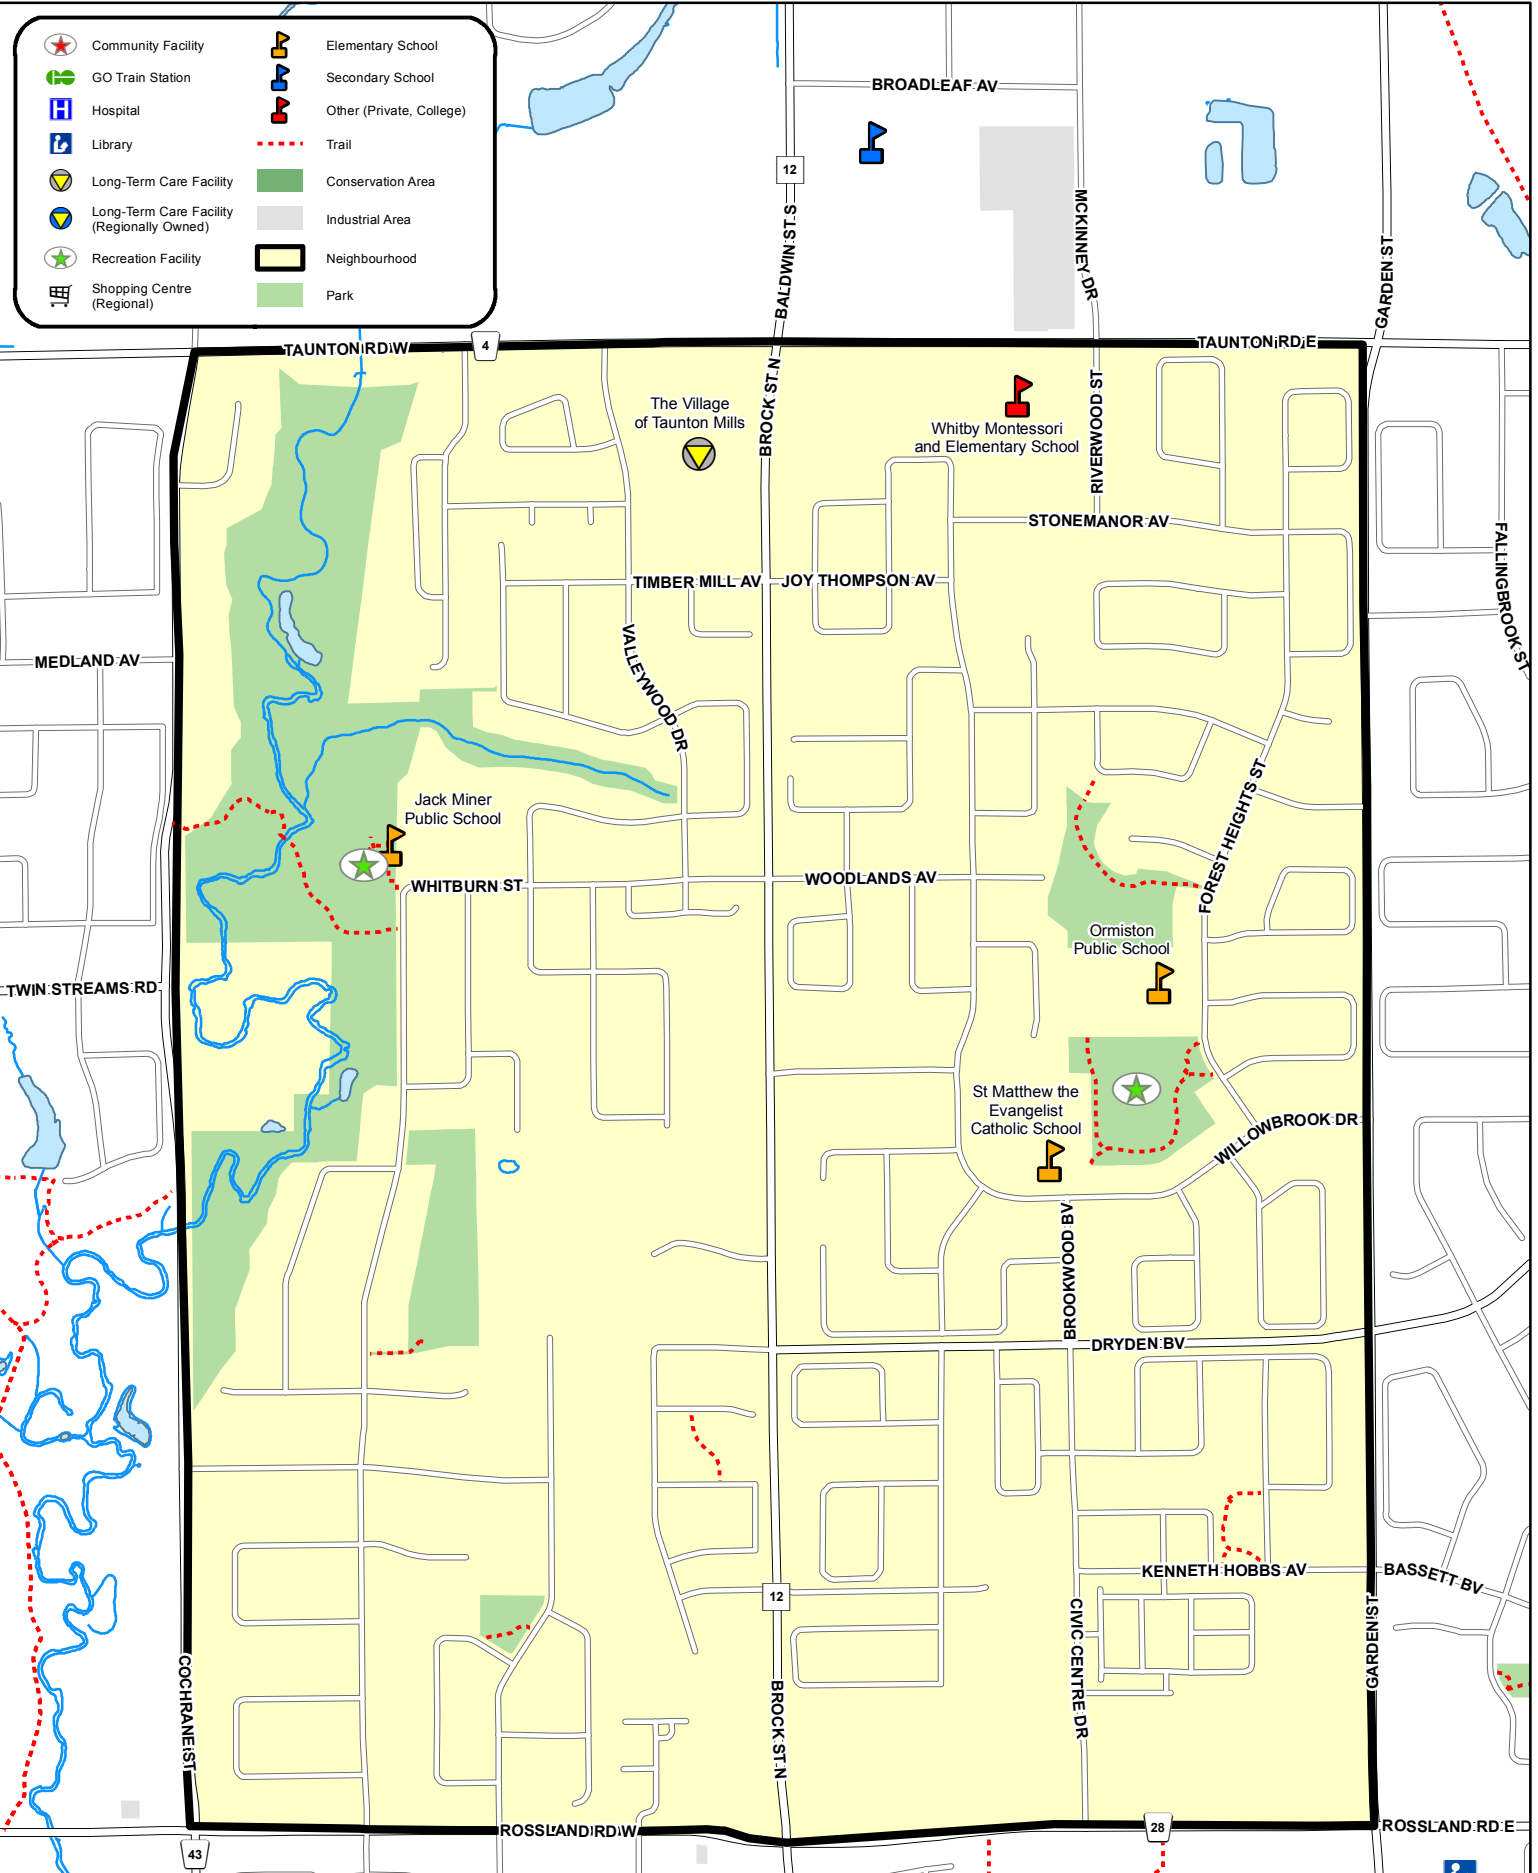 Community Facility
GO Train Station
Hospital
Library
Long-Term Care Facility
Long-Term Care Facility
(Regionally Owned)
Recreation Facility
Shopping Centre
(Regional)
Elementary School
Secondary School
Other (Private, College)
Trail
Conservation Area
Industrial Area
Neighbourhood
Park
H
BROADLEAF AV
12
BALDWIN ST S
MCKINNEY DR
GARDEN ST
TAUNTON RD W
4
TAUNTON RD E
BROCK ST N
The Village
of Taunton Mills
Whitby Montessori
and Elementary School
RIVERWOOD ST
STONEMANOR AV
FALLINGBROOK ST
TIMBER MILL AV
JOY THOMPSON AV
MEDLAND AV
VALLEYWOOD DR
Jack Miner
Public School
FOREST HEIGHTS ST
WHITBURN ST
WOODLANDS AV
Ormiston
Public School
TWIN STREAMS RD
St Matthew the
Evangelist
Catholic School
WILLOWBROOK DR
BROOKWOOD BV
DRYDEN BV
KENNETH HOBBS AV
BASSETT BV
12
CIVIC CENTRE DR
GARDEN ST
COCHRANE ST
BROCK ST N
ROSSLAND RD W
28
ROSSLAND RD E
43